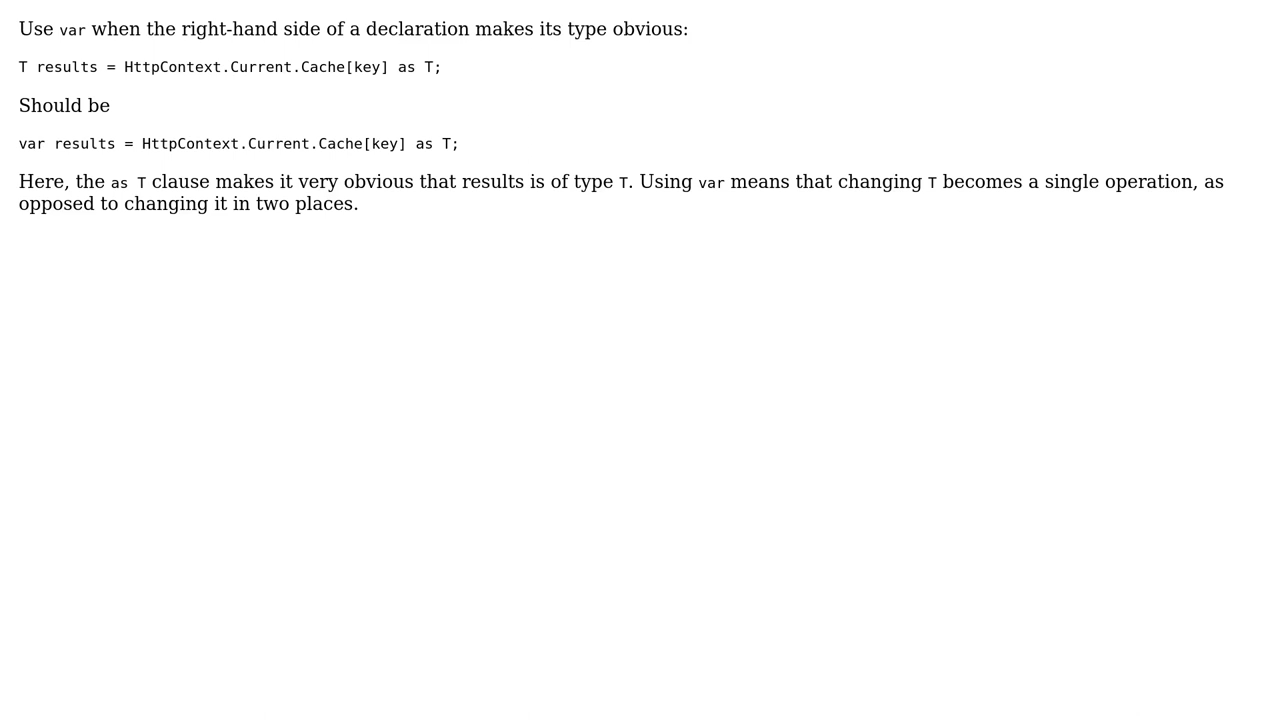 Use var when the right-hand side of a declaration makes its type obvious:
T results = HttpContext.Current.Cache[key] as T;
Should be
var results = HttpContext.Current.Cache[key] as T;
Here, the as T clause makes it very obvious that results is of type T. Using var means that changing T becomes a single operation, as
opposed to changing it in two places.